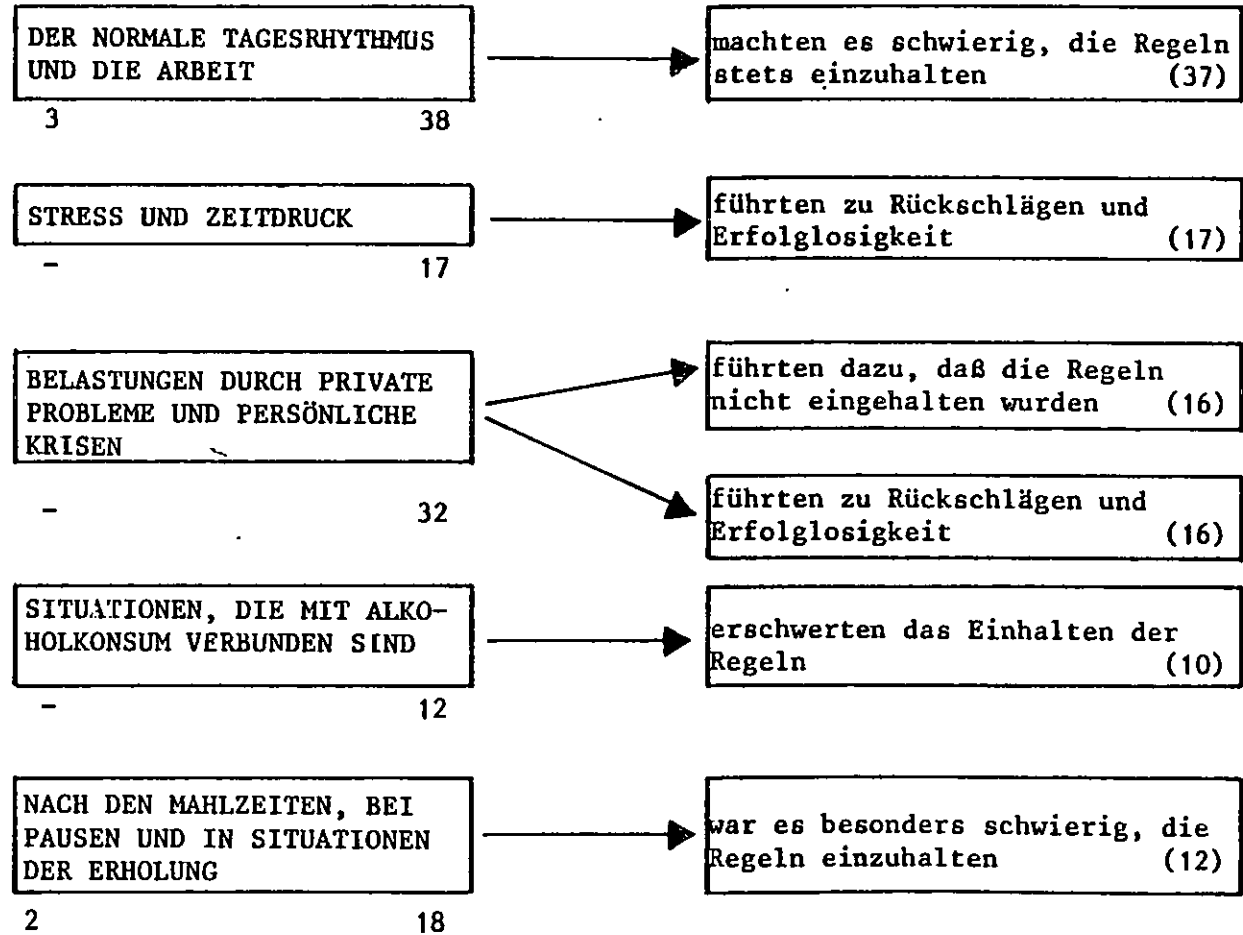 DER NORMALE TAGESRHYTHMUS
UND DIE ARBEIT
3 38
machten es schwierig, die Regeln
stets einzuhalten (37)
STRESS UND ZEITDRUCK
- 17
führten zu Rückschlägen und
Erfolglosigkeit (17)
BELASTUNGEN DURCH PRIVATE
PROBLEME UND PERSÖNLICHE
KRISEN
- 32
führten dazu, daß die Regeln
nicht eingehalten wurden (16)
führten zu Rückschlägen und
Erfolglosigkeit (16)
SITUATIONEN, DIE MIT ALKO-
HOLKONSUM VERBUNDEN SIND
- 12
erschwerten das Einhalten der
Regeln (10)
NACH DEN MAHLZEITEN, BEI
PAUSEN UND IN SITUATIONEN
DER ERHOLUNG
2 18
war es besonders schwierig, die
Regeln einzuhalten (12)